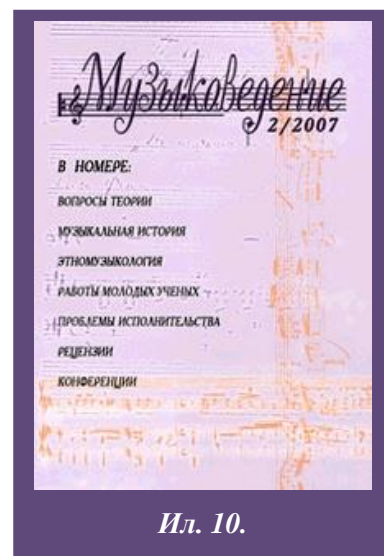 Музыковедение
2/2007
В НОМЕРЕ:
ВОПРОСЫ ТЕОРИИ
МУЗЫКАЛЬНАЯ ИСТОРИЯ
ЭТНОМУЗЫКОЛОГИЯ
РАБОТЫ МОЛОДЫХ УЧЕНЫХ
ПРОБЛЕМЫ ИСПОЛНИТЕЛЬСТВА
РЕЦЕНЗИИ
КОНФЕРЕНЦИИ
Ил. 10.